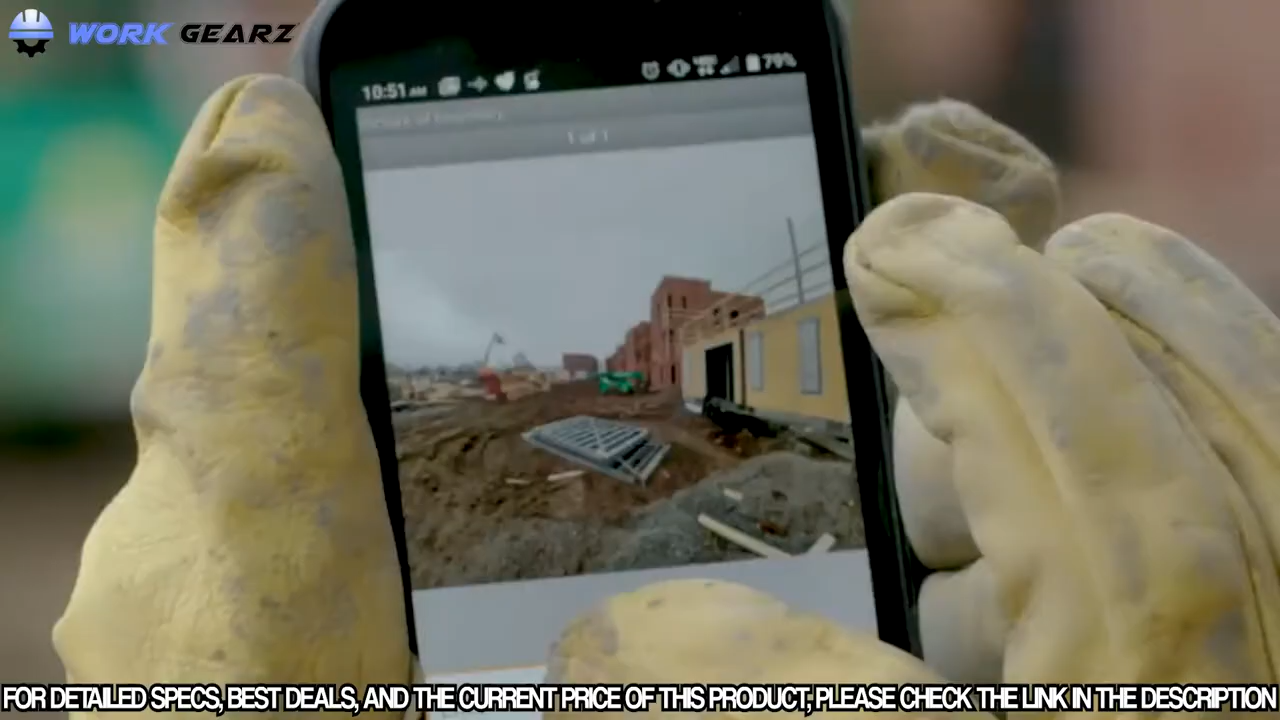 WORK GEARZ
10:51 AM
79%
1 of 1
FOR DETAILED SPECS, BEST DEALS, AND THE CURRENT PRICE OF THIS PRODUCT, PLEASE CHECK THE LINK IN THE DESCRIPTION